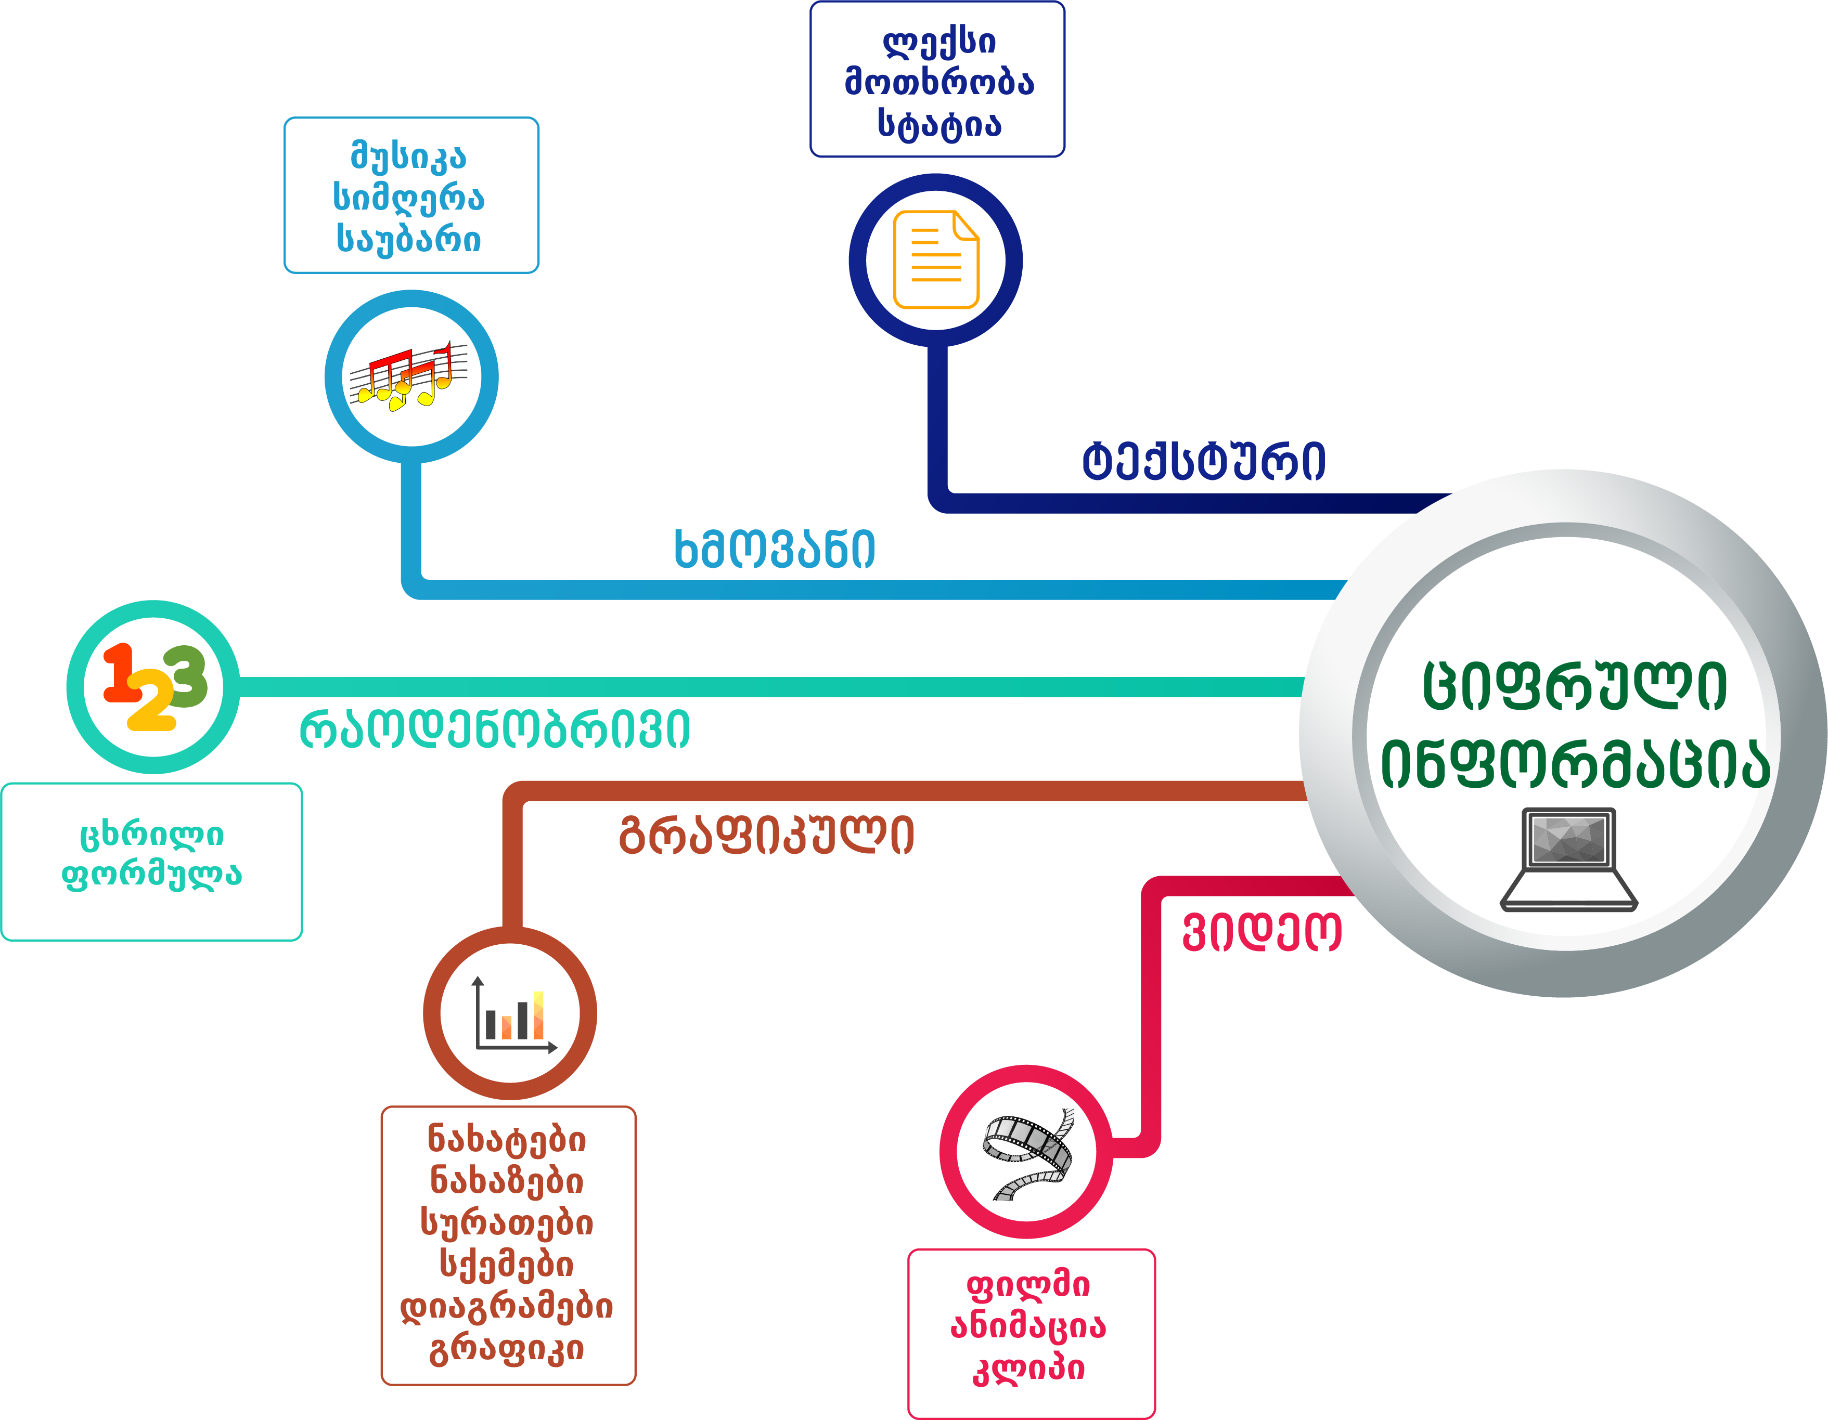 ლექსი
მოთხრობა
სტატია
მუსიკა
სიმღერა
საუბარი
ტექსტური
ხმოვანი
123
რაოდენობრივი
ციფრული
ინფორმაცია
ცხრილი
ფორმულა
გრაფიკული
ვიდეო
ნახატები
ნახაზები
სურათები
სქემები
დიაგრამები
გრაფიკი
ფილმი
ანიმაცია
კლიპი